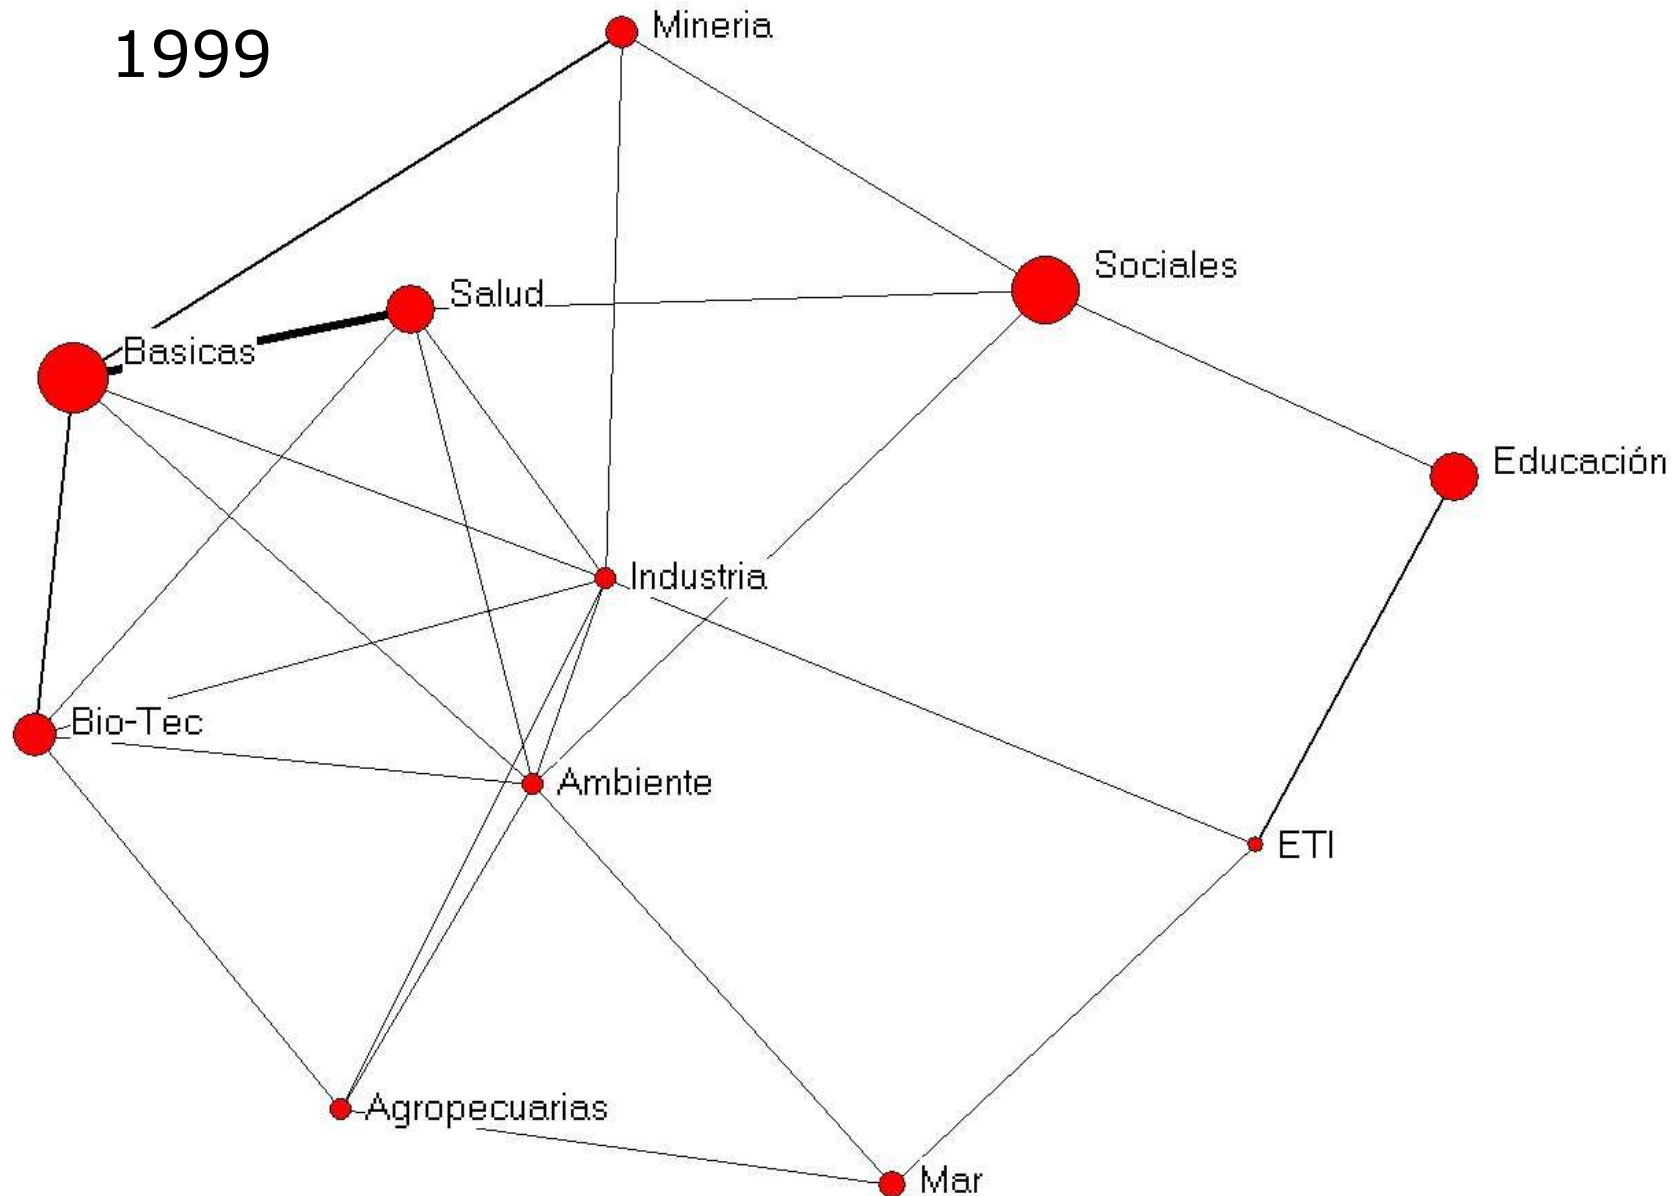 1999
Mineria
Sociales
Salud
Basicas
Educación
Industria
Bio-Tec
Ambiente
ETI
Agropecuarias
Mar